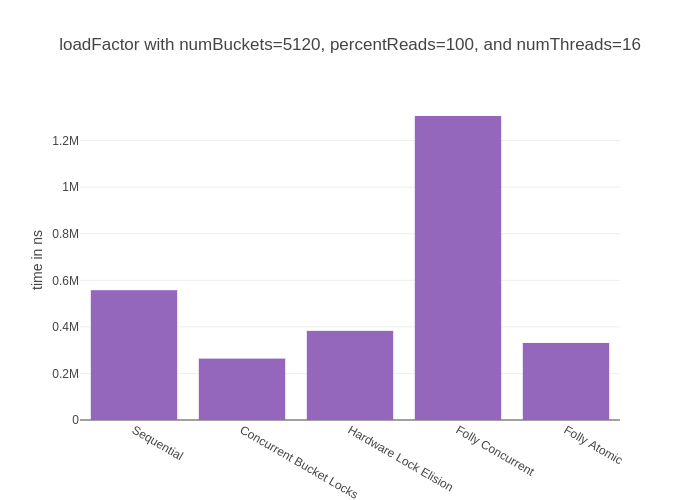 loadFactor with numBuckets=5120, percentReads=100, and numThreads=16
time in ns
1.2M
1M
0.8M
0.6M
0.4M
0.2M
0
Sequential
Concurrent Bucket Locks
Hardware Lock Elision
Folly Concurrent
Folly Atomic